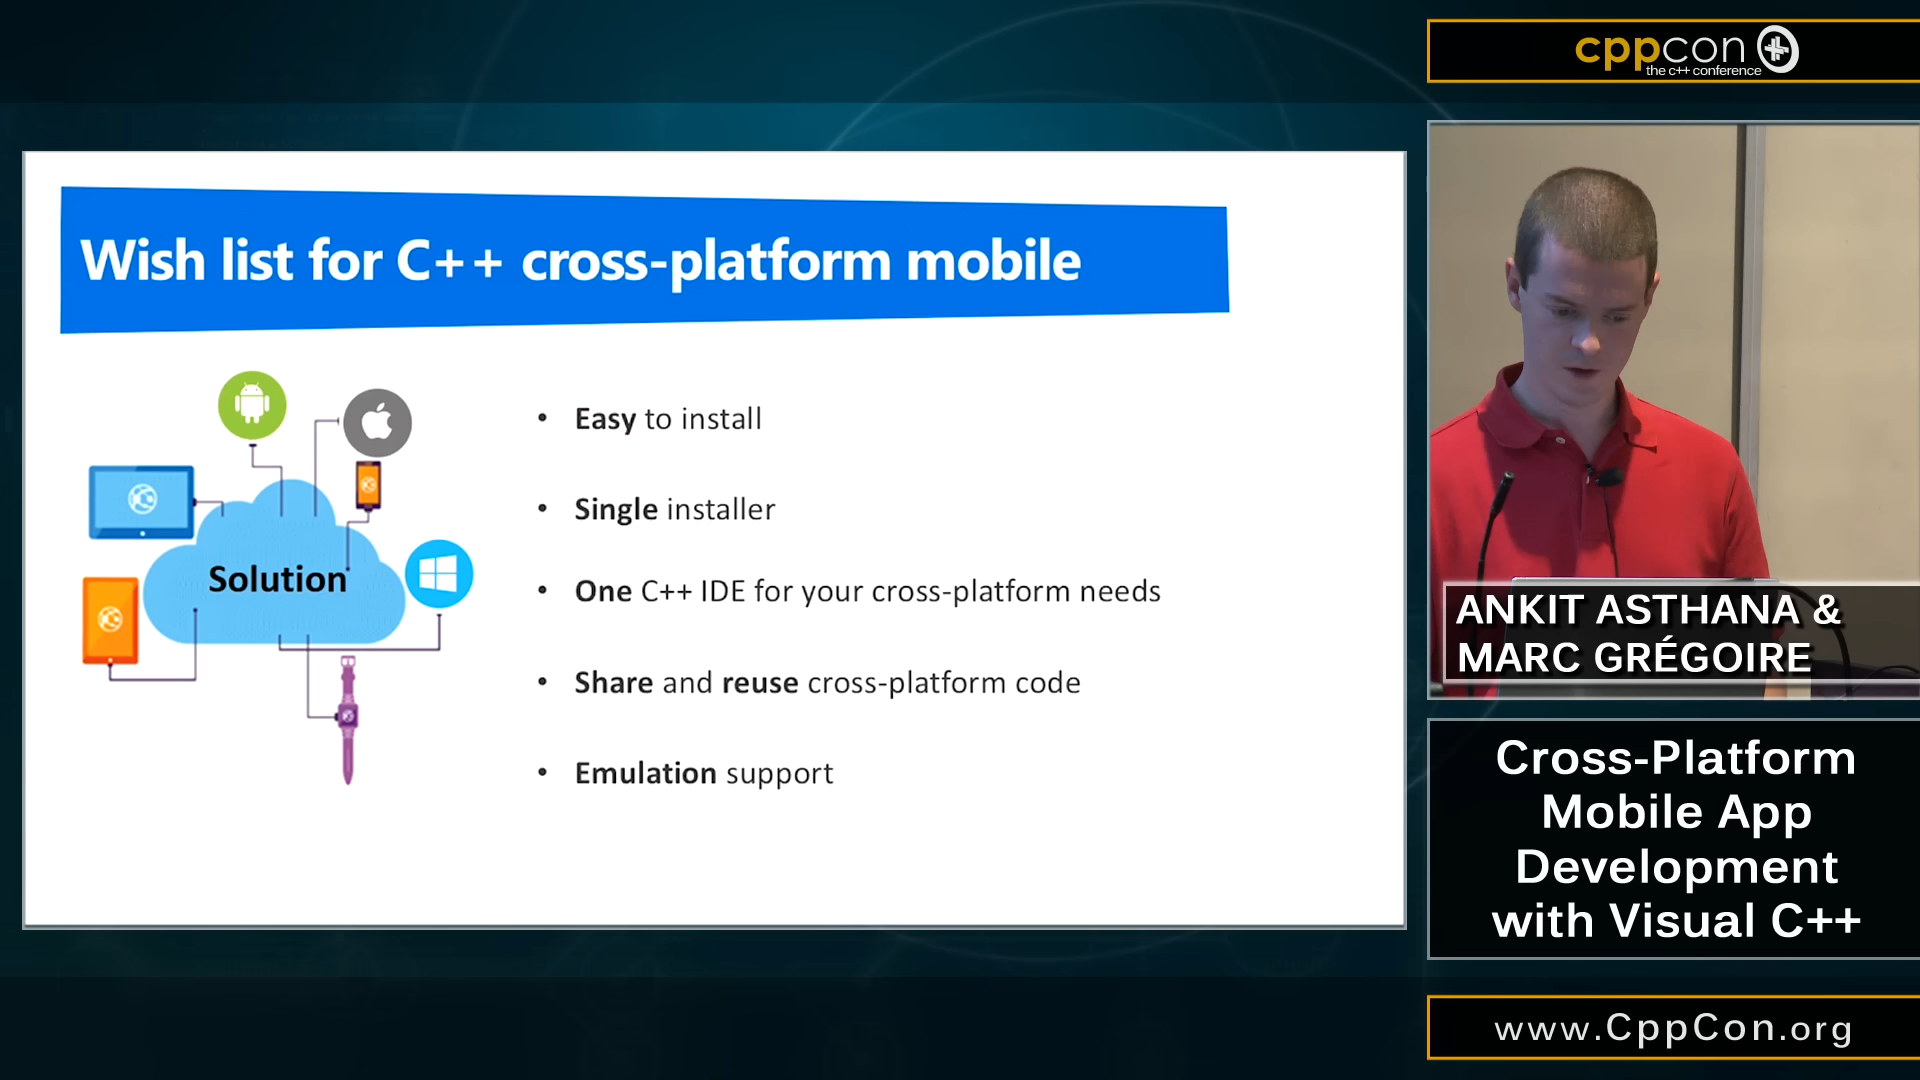 cppcon
the c++ conference
Wish list for C++ cross-platform mobile
Solution
• Easy to install
• Single installer
• One C++ IDE for your cross-platform needs
• Share and reuse cross-platform code
• Emulation support
ANKIT ASTHANA &
MARC GRÉGOIRE
Cross-Platform
Mobile App
Development
with Visual C++
www.CppCon.org